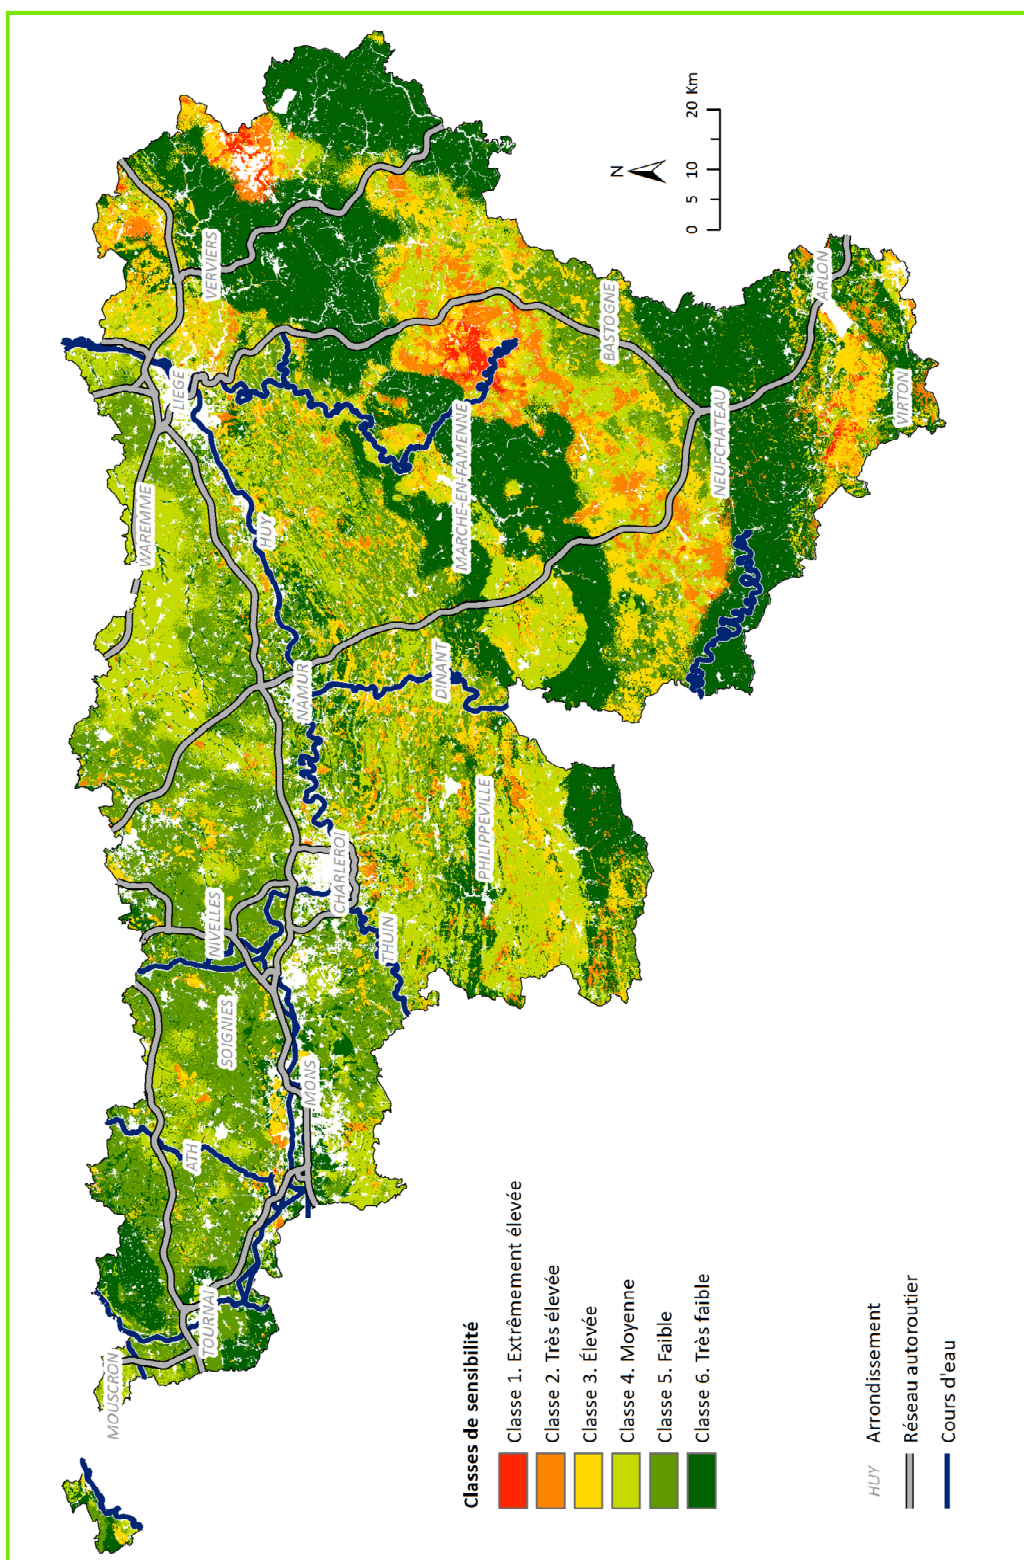 MOUSCRON
TOURNAI
ATH
SOIGNIES
MONS
NIVELLES
CHARLEROI
THUIN
PHILIPPEVILLE
NAMUR
DINANT
WAREMME
HUY
LIEGE
VERVIERS
MARCHE-EN-FAMENNE
BASTOGNE
NEUFCHATEAU
ARLON
VIRTON
N
0 5 10 20 Km
Classes de sensibilité
Classe 1. Extrêmement élevée
Classe 2. Très élevée
Classe 3. Élevée
Classe 4. Moyenne
Classe 5. Faible
Classe 6. Très faible
HUY Arrondissement
Réseau autoroutier
Cours d'eau